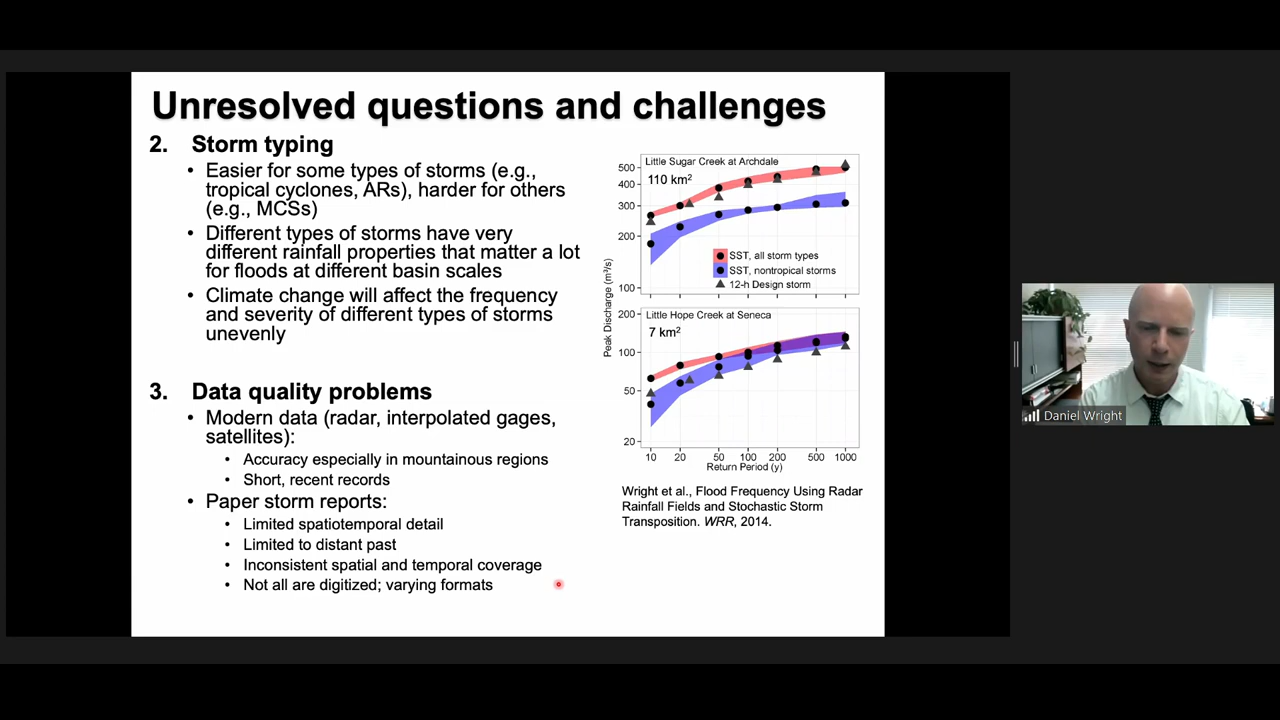 Unresolved questions and challenges
2. Storm typing
• Easier for some types of storms (e.g.,
tropical cyclones, ARs), harder for others
(e.g., MCSs)
• Different types of storms have very
different rainfall properties that matter a lot
for floods at different basin scales
• Climate change will affect the frequency
and severity of different types of storms
unevenly
3. Data quality problems
• Modern data (radar, interpolated gages,
satellites):
• Accuracy especially in mountainous regions
• Short, recent records
• Paper storm reports:
• Limited spatiotemporal detail
• Limited to distant past
• Inconsistent spatial and temporal coverage
• Not all are digitized; varying formats
Little Sugar Creek at Archdale
110 km²
500
400
300
200
100
SST, all storm types
SST, nontropical storms
12-h Design storm
Peak Discharge (m³/s)
Little Hope Creek at Seneca
7 km²
200
100
50
20
10 20 50 100 200 500 1000
Return Period (y)
Wright et al., Flood Frequency Using Radar
Rainfall Fields and Stochastic Storm
Transposition. WRR, 2014.
Daniel Wright